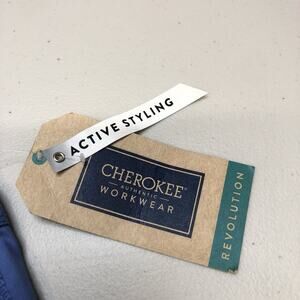 ACTIVE STYLING
CHEROKEE®
AUTHENTIC
WORKWEAR
REVOLUTION